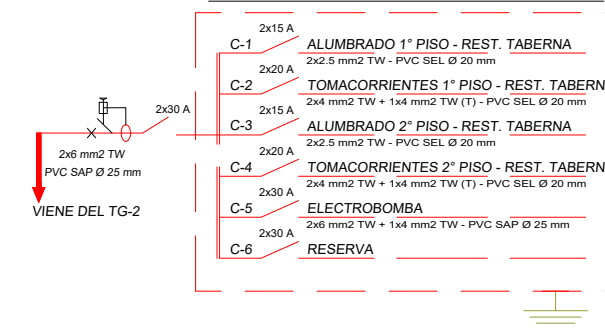 2x15 A
C-1 ALUMBRADO 1° PISO - REST. TABERNA
2x2.5 mm2 TW - PVC SEL Ø 20 mm
2x20 A
C-2 TOMACORRIENTES 1° PISO - REST. TABERN
2x4 mm2 TW + 1x4 mm2 TW (T) - PVC SEL Ø 20 mm
2x30 A
2x15 A
C-3 ALUMBRADO 2° PISO - REST. TABERNA
2x2.5 mm2 TW - PVC SEL Ø 20 mm
2x6 mm2 TW
PVC SAP Ø 25 mm
VIENE DEL TG-2
2x20 A
C-4 TOMACORRIENTES 2° PISO - REST. TABERN
2x4 mm2 TW + 1x4 mm2 TW (T) - PVC SEL Ø 20 mm
2x30 A
C-5 ELECTROBOMBA
2x6 mm2 TW + 1x4 mm2 TW - PVC SAP Ø 25 mm
2x30 A
C-6 RESERVA